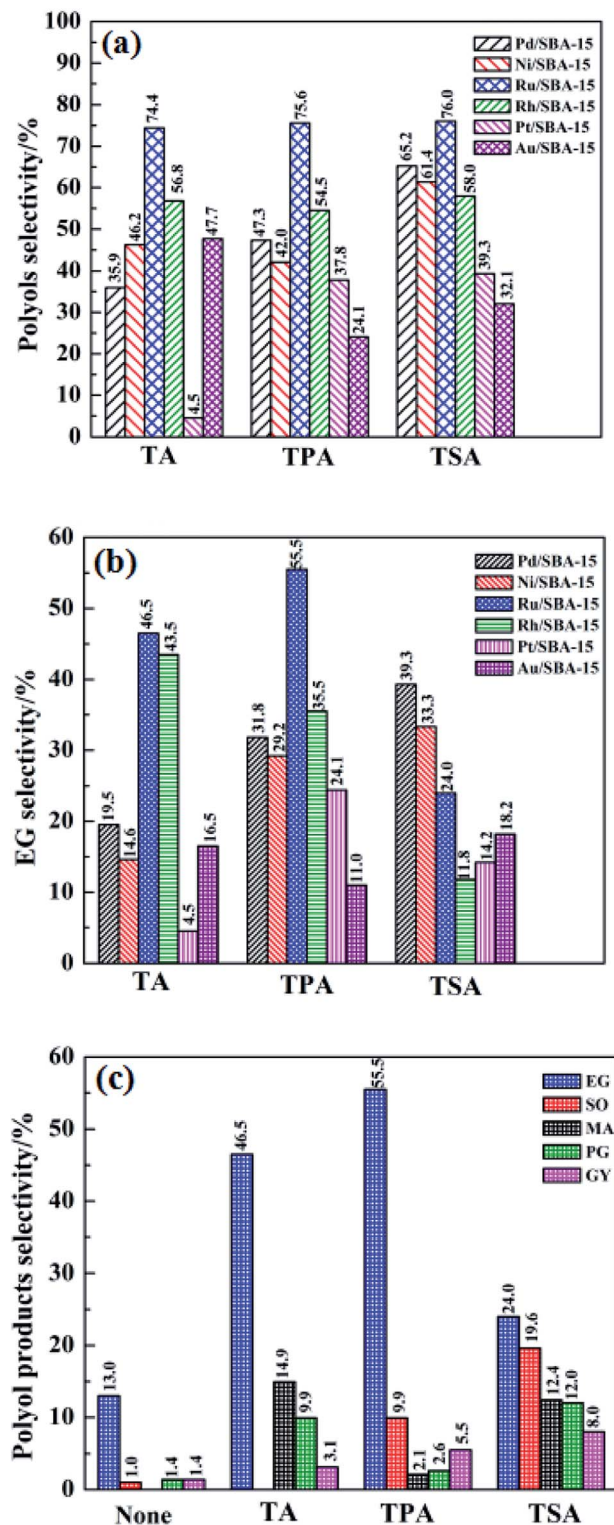 (a)
Polyols selectivity/%
100
90
80
70
60
50
40
30
20
10
0
Pd/SBA-15
Ni/SBA-15
Ru/SBA-15
Rh/SBA-15
Pt/SBA-15
Au/SBA-15
35.9
46.2
74.4
56.8
4.5
47.7
47.3
42.0
75.6
54.5
37.8
24.1
65.2
61.4
76.0
58.0
39.3
32.1
TA
TPA
TSA
(b)
EG selectivity/%
60
50
40
30
20
10
0
Pd/SBA-15
Ni/SBA-15
Ru/SBA-15
Rh/SBA-15
Pt/SBA-15
Au/SBA-15
19.5
14.6
46.5
43.5
4.5
16.5
31.8
29.2
55.5
35.5
24.1
11.0
39.3
33.3
24.0
11.8
14.2
18.2
TA
TPA
TSA
(c)
Polyol products selectivity/%
60
50
40
30
20
10
0
EG
SO
MA
PG
GY
13.0
1.0
1.4
1.4
46.5
14.9
9.9
3.1
55.5
9.9
2.1
2.6
5.5
24.0
19.6
12.4
12.0
8.0
None
TA
TPA
TSA